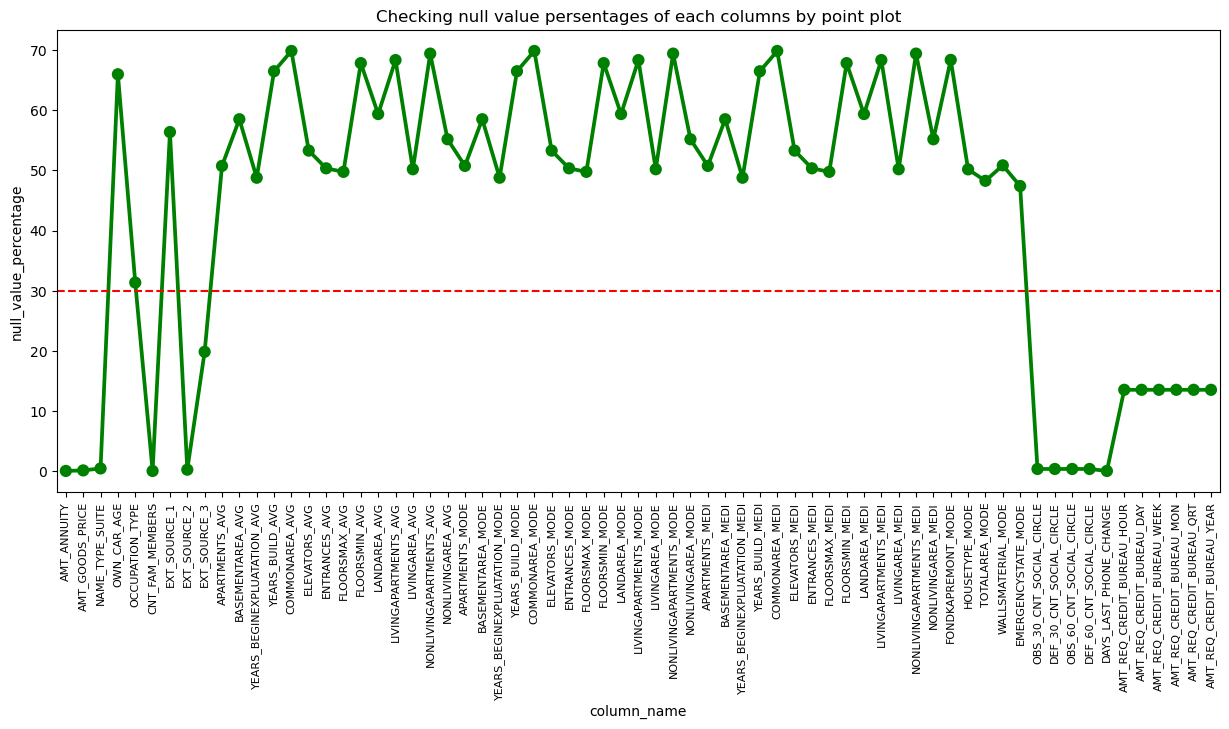 Checking null value persentages of each columns by point plot
null_value_percentage
70
60
50
40
30
20
10
0
AMT_ANNUITY
AMT_GOODS_PRICE
NAME_TYPE_SUITE
OWN_CAR_AGE
OCCUPATION_TYPE
CNT_FAM_MEMBERS
EXT_SOURCE_1
EXT_SOURCE_2
EXT_SOURCE_3
APARTMENTS_AVG
BASEMENTAREA_AVG
YEARS_BEGINEXPLUATATION_AVG
YEARS_BUILD_AVG
COMMONAREA_AVG
ELEVATORS_AVG
ENTRANCES_AVG
FLOORSMAX_AVG
FLOORSMIN_AVG
LANDAREA_AVG
LIVINGAPARTMENTS_AVG
LIVINGAREA_AVG
NONLIVINGAPARTMENTS_AVG
NONLIVINGAREA_AVG
APARTMENTS_MODE
BASEMENTAREA_MODE
YEARS_BEGINEXPLUATATION_MODE
YEARS_BUILD_MODE
COMMONAREA_MODE
ELEVATORS_MODE
ENTRANCES_MODE
FLOORSMAX_MODE
FLOORSMIN_MODE
LANDAREA_MODE
LIVINGAPARTMENTS_MODE
LIVINGAREA_MODE
NONLIVINGAPARTMENTS_MODE
NONLIVINGAREA_MODE
APARTMENTS_MEDI
BASEMENTAREA_MEDI
YEARS_BEGINEXPLUATATION_MEDI
YEARS_BUILD_MEDI
COMMONAREA_MEDI
ELEVATORS_MEDI
ENTRANCES_MEDI
FLOORSMAX_MEDI
FLOORSMIN_MEDI
LANDAREA_MEDI
LIVINGAPARTMENTS_MEDI
LIVINGAREA_MEDI
NONLIVINGAPARTMENTS_MEDI
NONLIVINGAREA_MEDI
FONDKAPREMONT_MODE
HOUSETYPE_MODE
TOTALAREA_MODE
WALLSMATERIAL_MODE
EMERGENCYSTATE_MODE
OBS_30_CNT_SOCIAL_CIRCLE
DEF_30_CNT_SOCIAL_CIRCLE
OBS_60_CNT_SOCIAL_CIRCLE
DEF_60_CNT_SOCIAL_CIRCLE
DAYS_LAST_PHONE_CHANGE
AMT_REQ_CREDIT_BUREAU_HOUR
AMT_REQ_CREDIT_BUREAU_DAY
AMT_REQ_CREDIT_BUREAU_WEEK
AMT_REQ_CREDIT_BUREAU_MON
AMT_REQ_CREDIT_BUREAU_QRT
AMT_REQ_CREDIT_BUREAU_YEAR
column_name